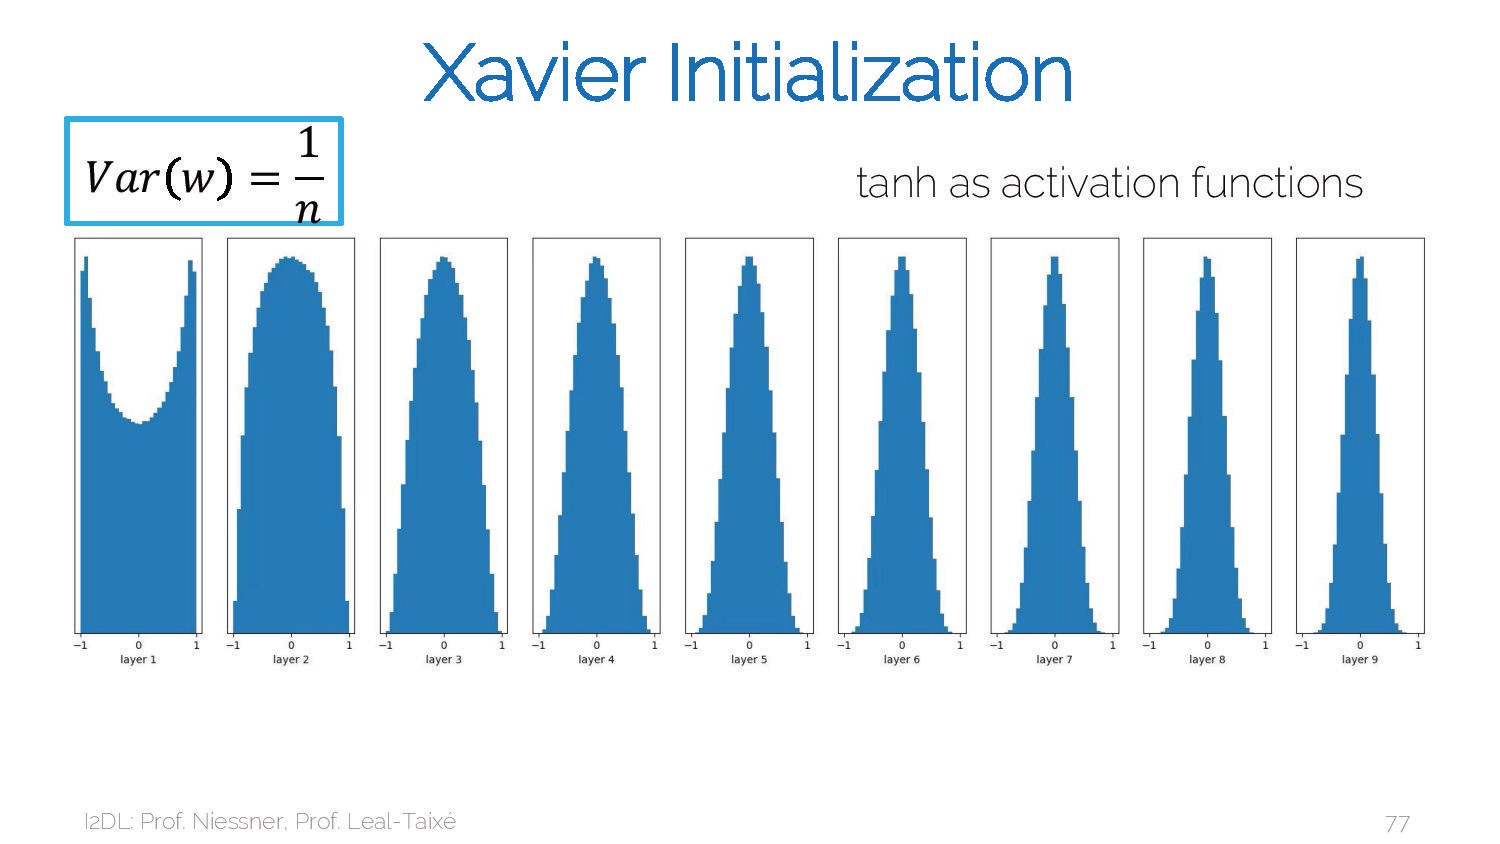 Xavier Initialization
Var(w) = 1/n
tanh as activation functions
−1 0 1 −1 0 1 −1 0 1 −1 0 1 −1 0 1 −1 0 1 −1 0 1 −1 0 1 −1 0 1
layer 1 layer 2 layer 3 layer 4 layer 5 layer 6 layer 7 layer 8 layer 9
I2DL: Prof. Niessner, Prof. Leal-Taixé 77